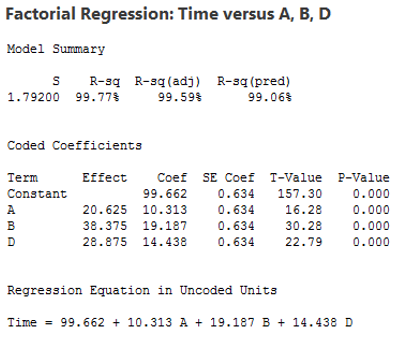 Factorial Regression: Time versus A, B, D
Model Summary
S R-sq R-sq(adj) R-sq(pred)
1.79200 99.77% 99.59% 99.06%
Coded Coefficients
Term Effect Coef SE Coef T-Value P-Value
Constant 99.662 0.634 157.30 0.000
A 20.625 10.313 0.634 16.28 0.000
B 38.375 19.187 0.634 30.28 0.000
D 28.875 14.438 0.634 22.79 0.000
Regression Equation in Uncoded Units
Time = 99.662 + 10.313 A + 19.187 B + 14.438 D